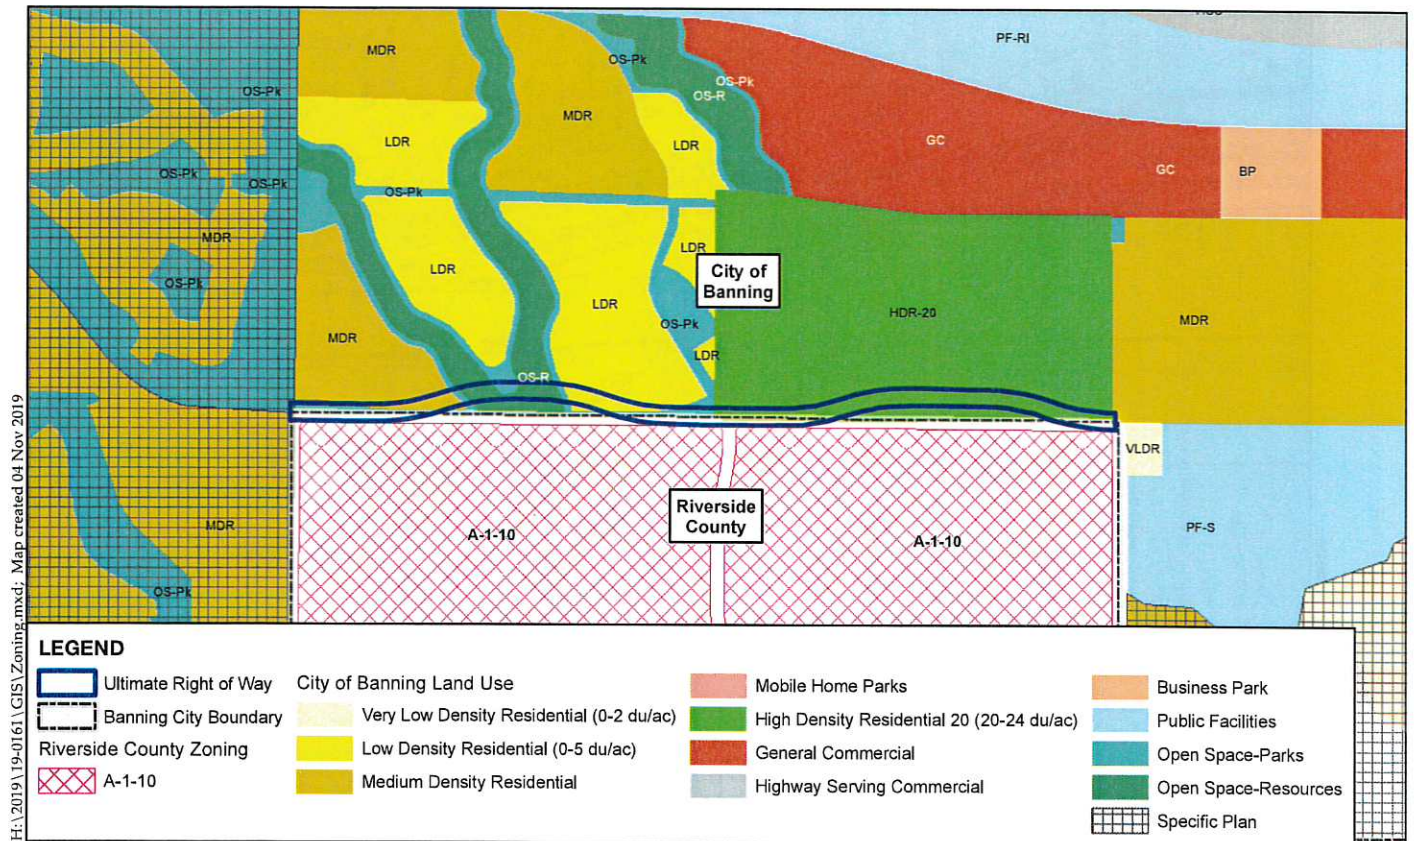 PF-RI
MDR
OS-Pk
OS-Pk
OS-Pk
OS-R
MDR
GC
LDR
LDR
GC
BP
OS-Pk
OS-Pk
OS-Pk
MDR
LDR
LDR
City of
Banning
OS-Pk
LDR
HDR-20
OS-Pk
MDR
MDR
LDR
OS-R
VLDR
Riverside
County
MDR
A-1-10
A-1-10
PF-S
OS-Pk
H:\2019\19-0161\GIS\Zoning.mxd; Map created 04 Nov 2019
LEGEND
Ultimate Right of Way
Banning City Boundary
Riverside County Zoning
A-1-10
City of Banning Land Use
Very Low Density Residential (0-2 du/ac)
Low Density Residential (0-5 du/ac)
Medium Density Residential
Mobile Home Parks
High Density Residential 20 (20-24 du/ac)
General Commercial
Highway Serving Commercial
Business Park
Public Facilities
Open Space-Parks
Open Space-Resources
Specific Plan